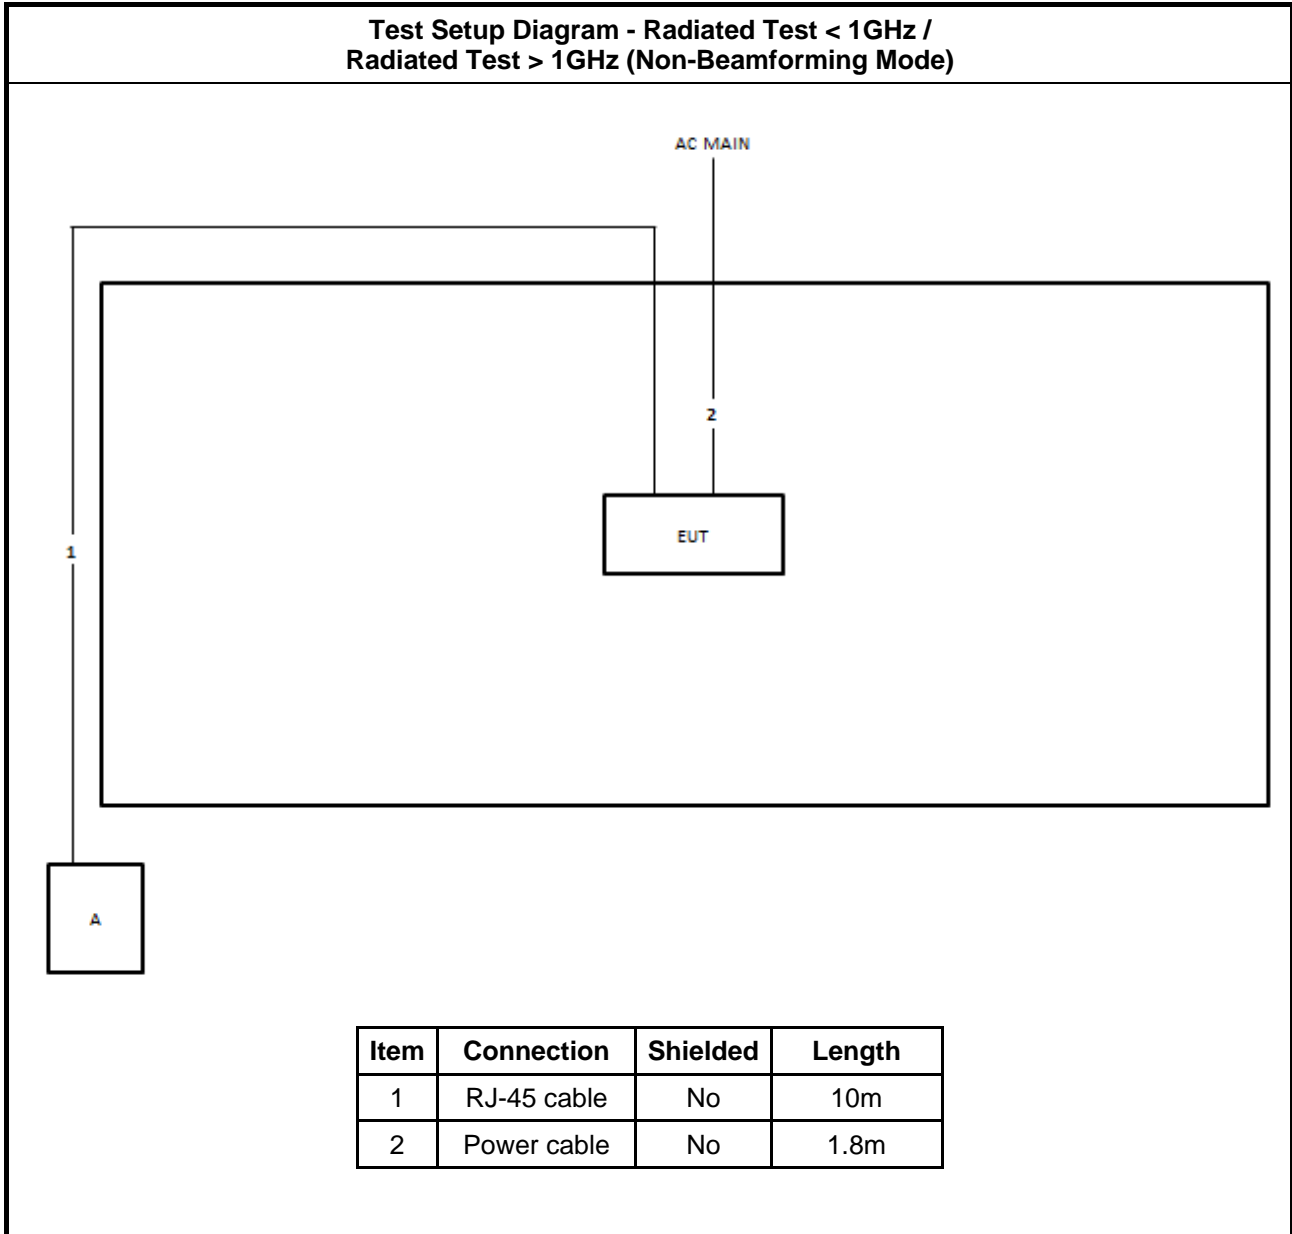 Test Setup Diagram - Radiated Test < 1GHz /
Radiated Test > 1GHz (Non-Beamforming Mode)
AC MAIN
2
EUT
1
A
Item Connection Shielded Length
1 RJ-45 cable No 10m
2 Power cable No 1.8m